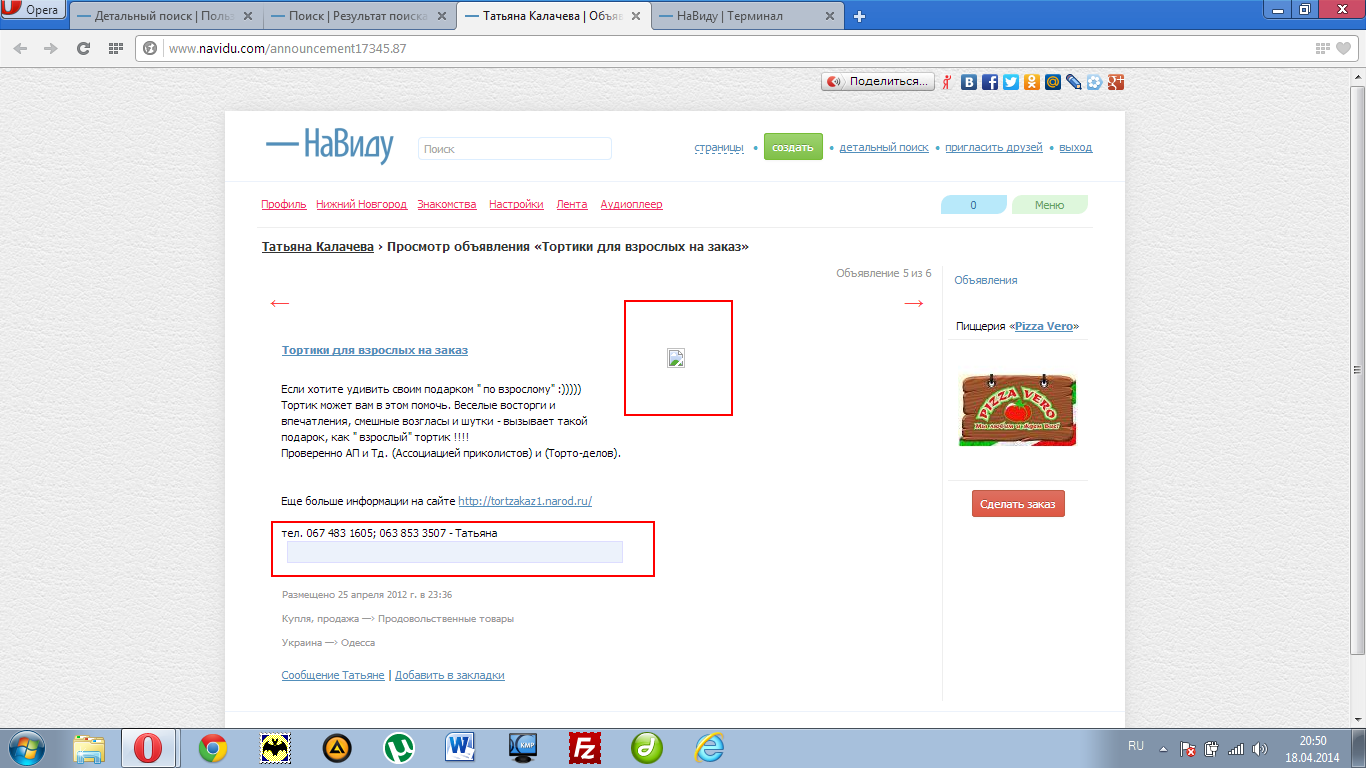 Opera
Детальный поиск | Польз
Поиск | Результат поиска
Татьяна Калачева | Объяв
НаВиду | Терминал
www.navidu.com/announcement17345.87
Поделиться...
НаВиду
Поиск
страницы • создать • детальный поиск • пригласить друзей • выход
Профиль Нижний Новгород Знакомства Настройки Лента Аудиоплеер
0 Меню
Татьяна Калачева › Просмотр объявления «Тортики для взрослых на заказ»
Объявление 5 из 6
← →
Тортики для взрослых на заказ
Если хотите удивить своим подарком " по взрослому" :)))))
Тортик может вам в этом помочь. Веселые восторги и
впечатления, смешные возгласы и шутки - вызывает такой
подарок, как " взрослый" тортик !!!!
Проверенно АП и Тд. (Ассоциацией приколистов) и (Торто-делов).
Еще больше информации на сайте http://tortzakaz1.narod.ru/
тел. 067 483 1605; 063 853 3507 - Татьяна
Размещено 25 апреля 2012 г. в 23:36
Купля, продажа —> Продовольственные товары
Украина —> Одесса
Сообщение Татьяне | Добавить в закладки
Объявления
Пиццерия «Pizza Vero»
PIZZA VERO
Мы любим и ждем Вас!
Сделать заказ
RU
20:50
18.04.2014